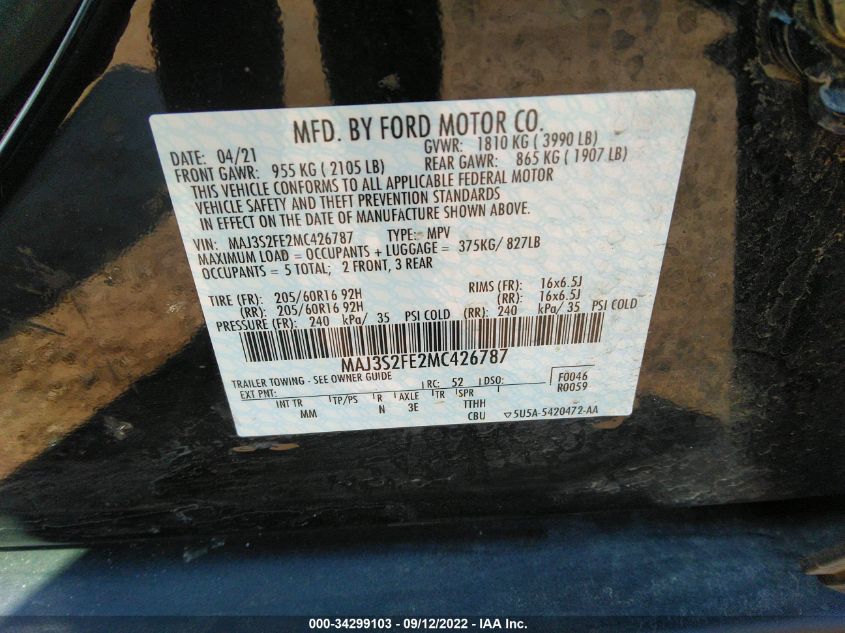 MFD. BY FORD MOTOR CO.
DATE: 04/21 GVWR: 1810 KG ( 3990 LB)
FRONT GAWR: 955 KG ( 2105 LB) REAR GAWR: 865 KG ( 1907 LB)
THIS VEHICLE CONFORMS TO ALL APPLICABLE FEDERAL MOTOR
VEHICLE SAFETY AND THEFT PREVENTION STANDARDS
IN EFFECT ON THE DATE OF MANUFACTURE SHOWN ABOVE.
VIN: MAJ3S2FE2MC426787 TYPE: MPV
MAXIMUM LOAD = OCCUPANTS + LUGGAGE = 375KG/ 827LB
OCCUPANTS = 5 TOTAL; 2 FRONT, 3 REAR
TIRE (FR): 205/60R16 92H RIMS (FR): 16x6.5J
(RR): 205/60R16 92H (RR): 16x6.5J
PRESSURE (FR): 240 kPa/ 35 PSI COLD (RR): 240 kPa/ 35 PSI COLD
MAJ3S2FE2MC426787
TRAILER TOWING - SEE OWNER GUIDE
EXT PNT: RC: 52 DSO: F0046
R0059
INT TR TP/PS R AXLE TR SPR
MM N 3E TTHH
CBU ▽5U5A-5420472-AA
000-34299103 - 09/12/2022 - IAA Inc.